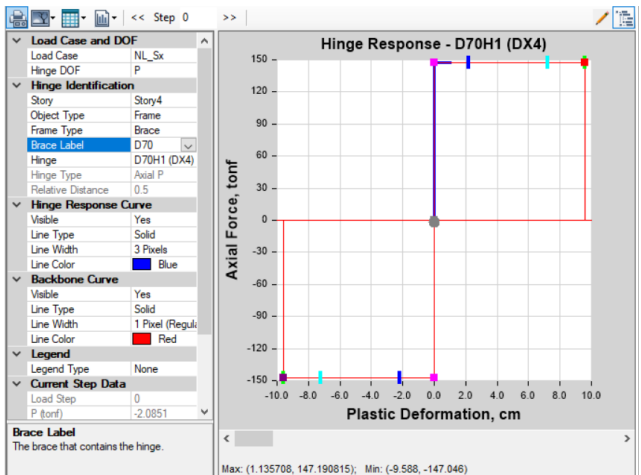 << Step 0 >>
Load Case and DOF
Load Case NL_Sx
Hinge DOF P
Hinge Identification
Story Story4
Object Type Frame
Frame Type Brace
Brace Label D70
Hinge D70H1 (DX4)
Hinge Type Axial P
Relative Distance 0.5
Hinge Response Curve
Visible Yes
Line Type Solid
Line Width 3 Pixels
Line Color Blue
Backbone Curve
Visible Yes
Line Type Solid
Line Width 1 Pixel (Regula
Line Color Red
Legend
Legend Type None
Current Step Data
Load Step 0
P (tonf) -2.0851
Brace Label
The brace that contains the hinge.
Hinge Response - D70H1 (DX4)
Axial Force, tonf
150
120
90
60
30
0
-30
-60
-90
-120
-150
-10.0 -8.0 -6.0 -4.0 -2.0 0.0 2.0 4.0 6.0 8.0 10.0
Plastic Deformation, cm
Max: (1.135708, 147.190815); Min: (-9.588, -147.046)